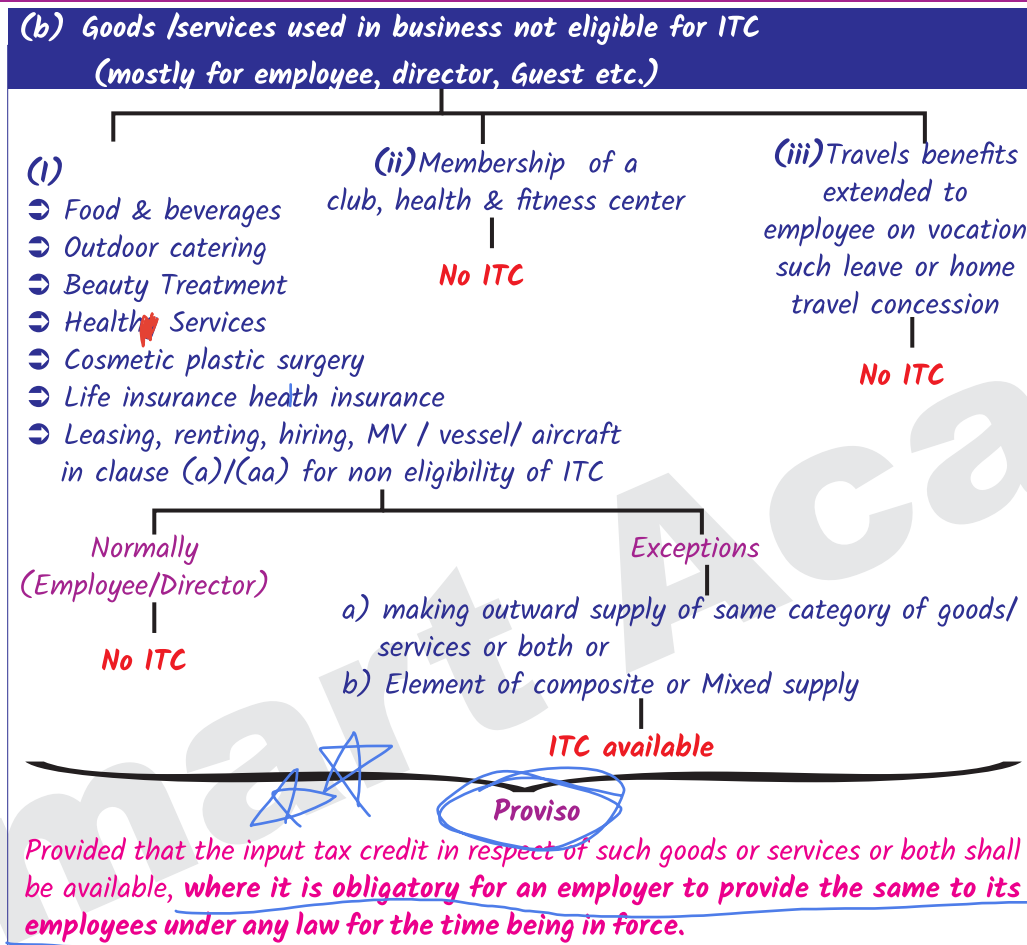 (b) Goods /services used in business not eligible for ITC
(mostly for employee, director, Guest etc.)
(I)
➲ Food & beverages
➲ Outdoor catering
➲ Beauty Treatment
➲ Health Services
➲ Cosmetic plastic surgery
➲ Life insurance heath insurance
➲ Leasing, renting, hiring, MV / vessel/ aircraft
in clause (a)/(aa) for non eligibility of ITC
(ii) Membership of a
club, health & fitness center
No ITC
(iii) Travels benefits
extended to
employee on vocation
such leave or home
travel concession
No ITC
Normally
(Employee/Director)
No ITC
Exceptions
a) making outward supply of same category of goods/
services or both or
b) Element of composite or Mixed supply
ITC available
Proviso
Provided that the input tax credit in respect of such goods or services or both shall
be available, where it is obligatory for an employer to provide the same to its
employees under any law for the time being in force.
mart Aca